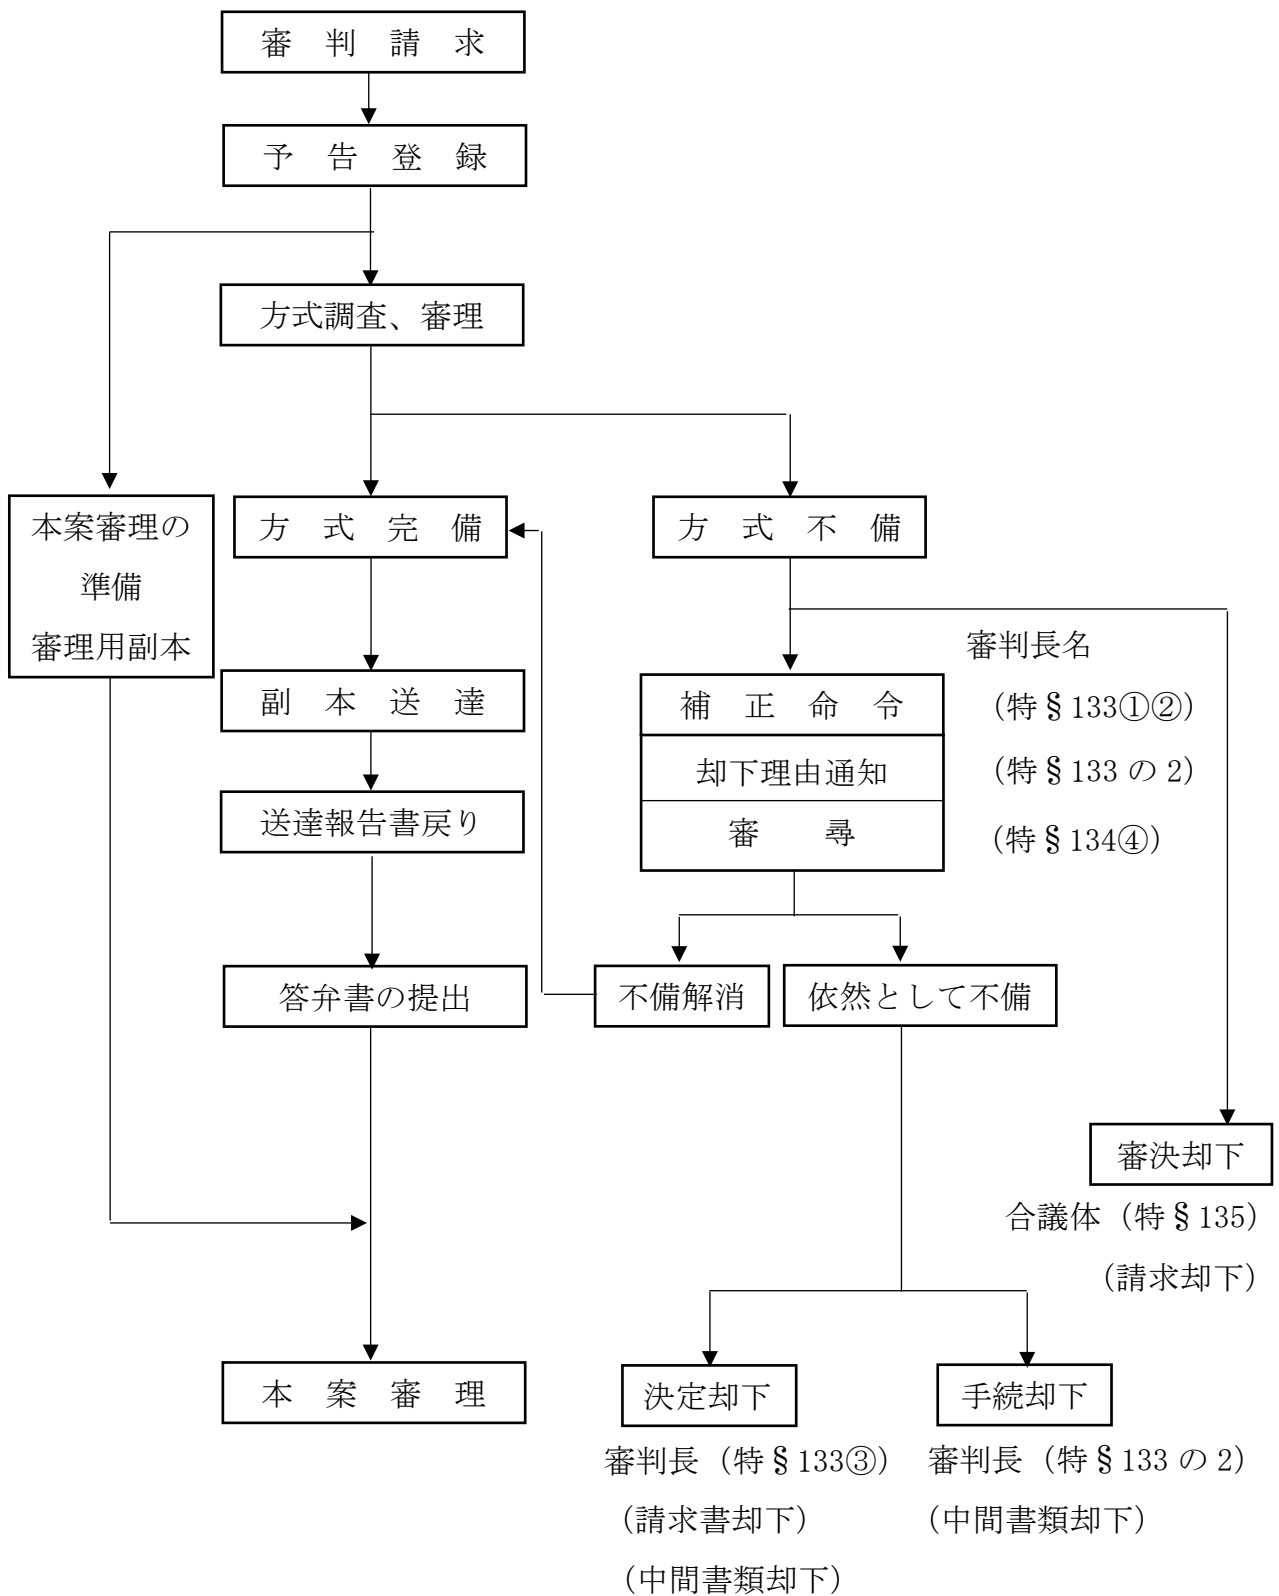 審判請求
予告登録
方式調査、審理
本案審理の
準備
審理用副本
方式完備
方式不備
審判長名
副本送達
補正命令
(特§133①②)
却下理由通知
(特§133 の 2)
送達報告書戻り
審尋
(特§134④)
答弁書の提出
不備解消
依然として不備
審決却下
合議体(特§135)
(請求却下)
本案審理
決定却下
手続却下
審判長(特§133③)
(請求書却下)
(中間書類却下)
審判長(特§133 の 2)
(中間書類却下)